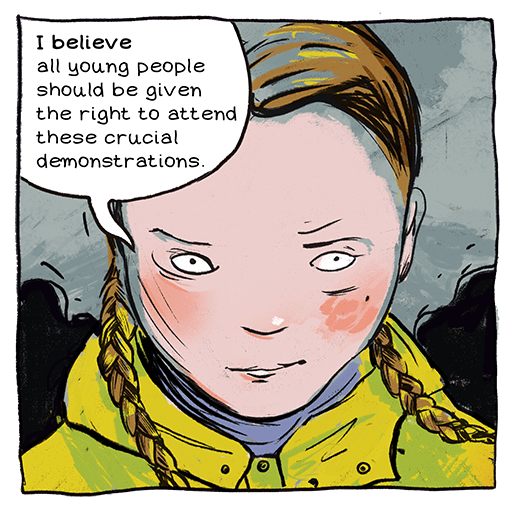 I believe
all young people
should be given
the right to attend
these crucial
demonstrations.